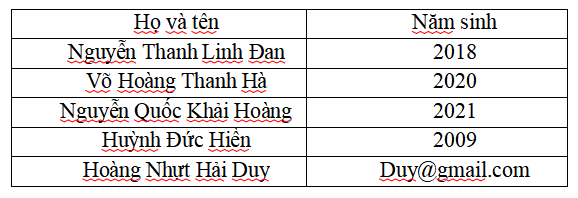 Họ và tên Năm sinh
Nguyễn Thanh Linh Đan 2018
Võ Hoàng Thanh Hà 2020
Nguyễn Quốc Khải Hoàng 2021
Huỳnh Đức Hiền 2009
Hoàng Nhựt Hải Duy Duy@gmail.com